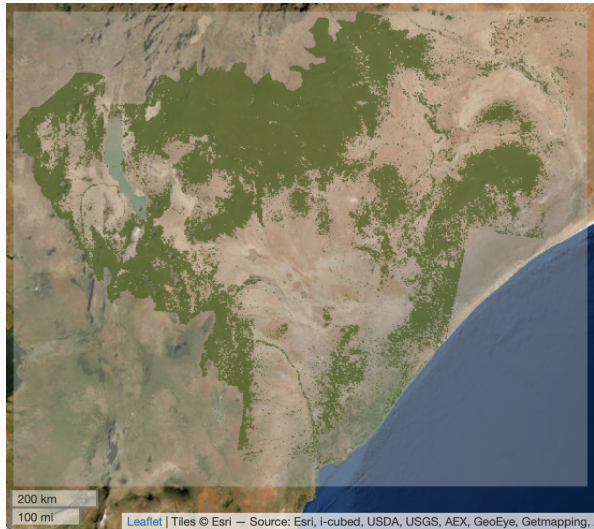 200 km
100 mi
Leaflet | Tiles © Esri — Source: Esri, i-cubed, USDA, USGS, AEX, GeoEye, Getmapping,